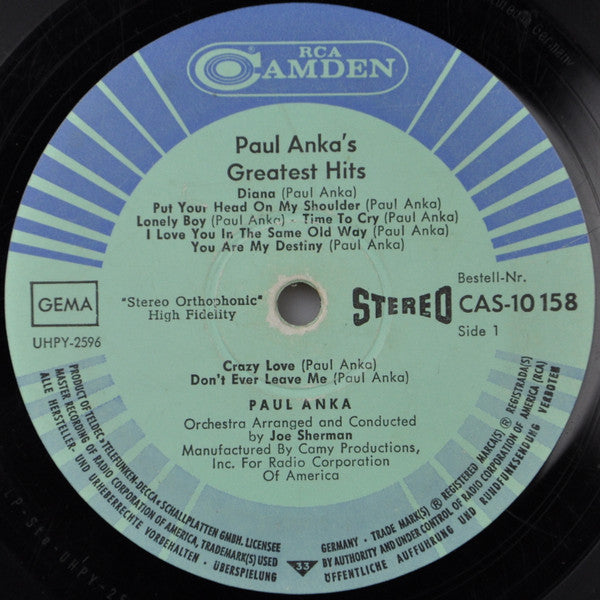 RCA
CAMDEN
Paul Anka's
Greatest Hits
Diana (Paul Anka)
Put Your Head On My Shoulder (Paul Anka)
Lonely Boy (Paul Anka) - Time To Cry (Paul Anka)
I Love You In The Same Old Way (Paul Anka)
You Are My Destiny (Paul Anka)
GEMA
UHPY-2596
"Stereo Orthophonic"
High Fidelity
STEREO
Bestell-Nr.
CAS-10158
Side 1
Crazy Love (Paul Anka)
Don't Ever Leave Me (Paul Anka)
PAUL ANKA
Orchestra Arranged and Conducted
by Joe Sherman
Manufactured By Camy Productions,
Inc. For Radio Corporation
Of America
33
PRODUCT OF TELDEC »TELEFUNKEN-DECCA« SCHALLPLATTEN GMBH. LICENSEE GERMANY · TRADE MARK(S) ® REGISTERED MARCA(S) ® REGISTRADA(S)
MASTER RECORDING OF RADIO CORPORATION OF AMERICA, TRADEMARK(S) USED BY AUTHORITY AND UNDER CONTROL OF RADIO CORPORATION OF AMERICA (RCA)
ALLE HERSTELLER- UND URHEBERRECHTE VORBEHALTEN · ÜBERSPIELUNG ÖFFENTLICHE AUFFÜHRUNG UND RUNDFUNKSENDUNG VERBOTEN